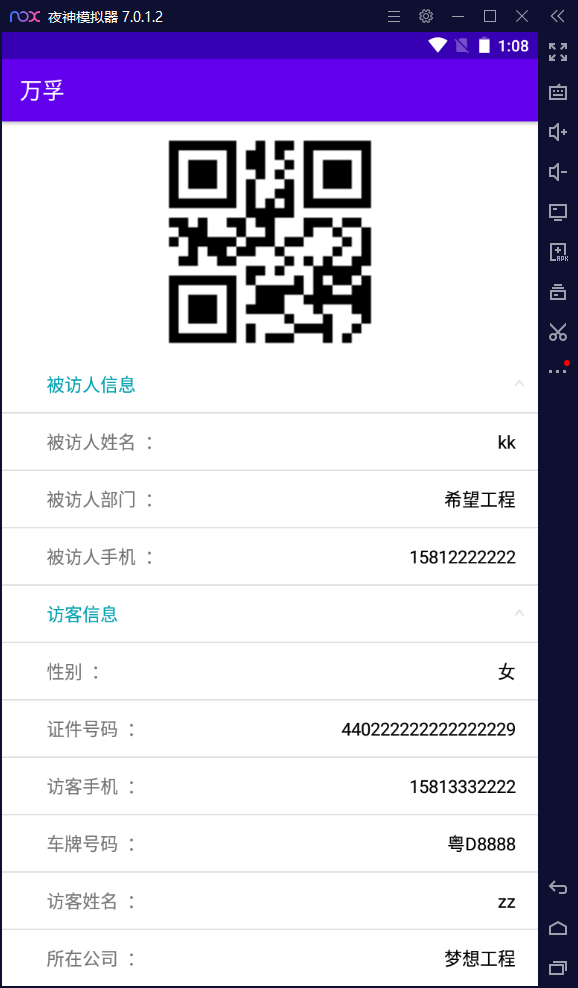 nox 夜神模拟器 7.0.1.2
1:08
万孚
被访人信息
被访人姓名 ： kk
被访人部门 ： 希望工程
被访人手机 ： 15812222222
访客信息
性别 ： 女
证件号码 ： 440222222222222229
访客手机 ： 15813332222
车牌号码 ： 粤D8888
访客姓名 ： zz
所在公司 ： 梦想工程
APK